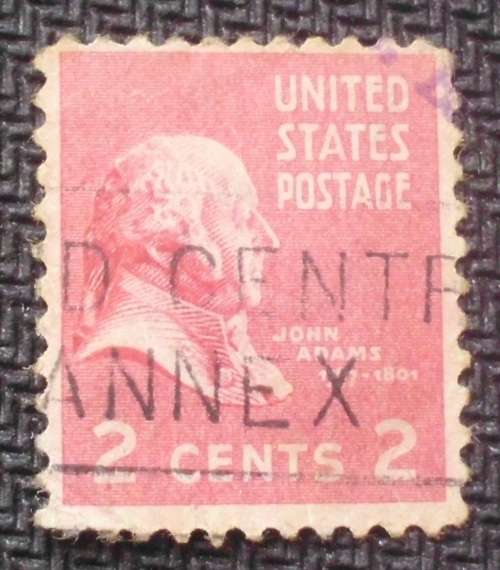 UNITED
STATES
POSTAGE
D CENTR
JOHN
ADAMS
-1801
ANNEX
2 CENTS 2